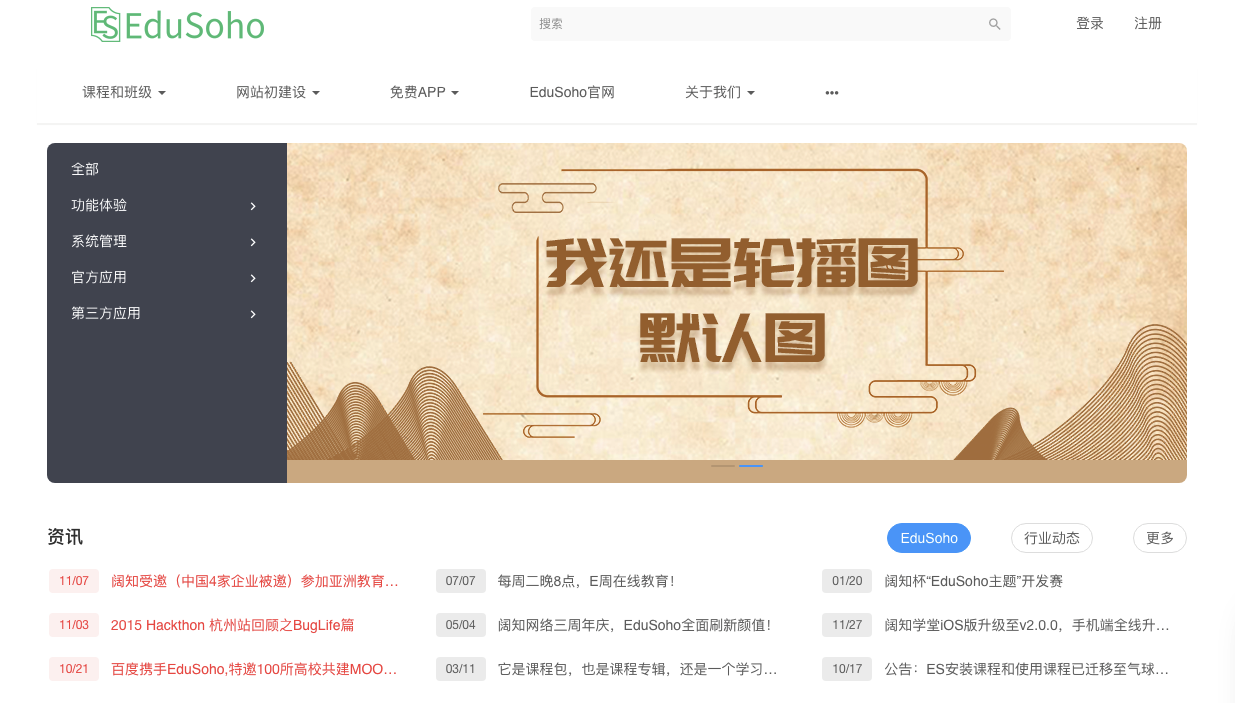 EduSoho
搜索
登录
注册
课程和班级
网站初建设
免费APP
EduSoho官网
关于我们
•••
全部
功能体验
系统管理
官方应用
第三方应用
我还是轮播图
默认图
资讯
EduSoho
行业动态
更多
11/07 阔知受邀（中国4家企业被邀）参加亚洲教育…
07/07 每周二晚8点，E周在线教育！
01/20 阔知杯“EduSoho主题”开发赛
11/03 2015 Hackthon 杭州站回顾之BugLife篇
05/04 阔知网络三周年庆，EduSoho全面刷新颜值！
11/27 阔知学堂iOS版升级至v2.0.0，手机端全线升…
10/21 百度携手EduSoho,特邀100所高校共建MOO…
03/11 它是课程包，也是课程专辑，还是一个学习…
10/17 公告：ES安装课程和使用课程已迁移至气球…